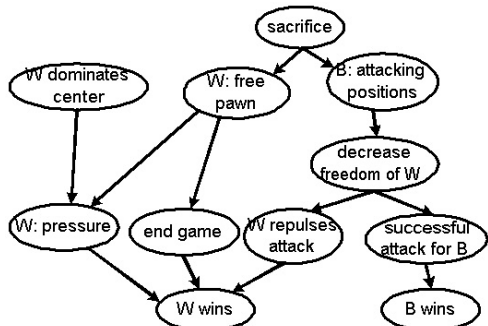 sacrifice
W dominates
center
W: free
pawn
B: attacking
positions
decrease
freedom of W
W: pressure
end game
W repulses
attack
successful
attack for B
W wins
B wins